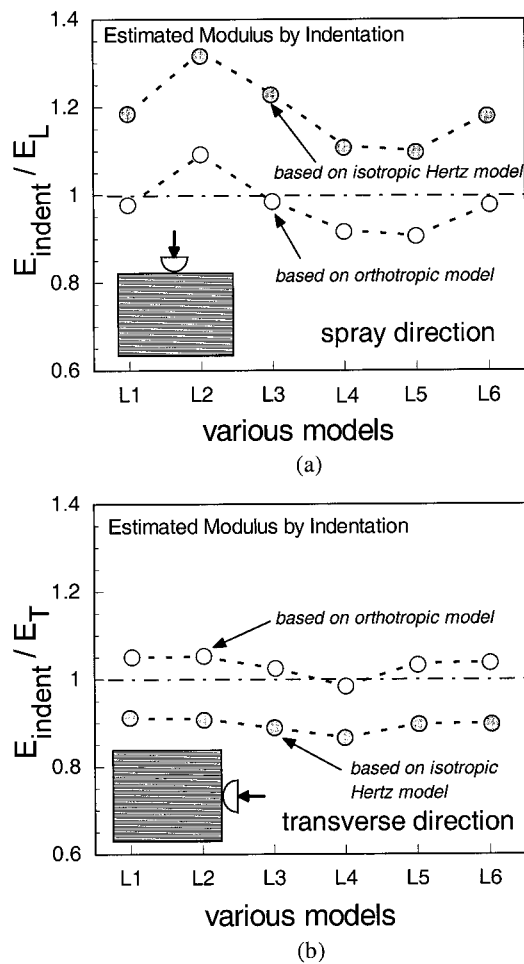 1.4
Estimated Modulus by Indentation
1.2
based on isotropic Hertz model
1
based on orthotropic model
0.8
spray direction
0.6
E_indent / E_L
L1 L2 L3 L4 L5 L6
various models
(a)
1.4
Estimated Modulus by Indentation
1.2
based on orthotropic model
1
based on isotropic
Hertz model
0.8
transverse direction
0.6
E_indent / E_T
L1 L2 L3 L4 L5 L6
various models
(b)